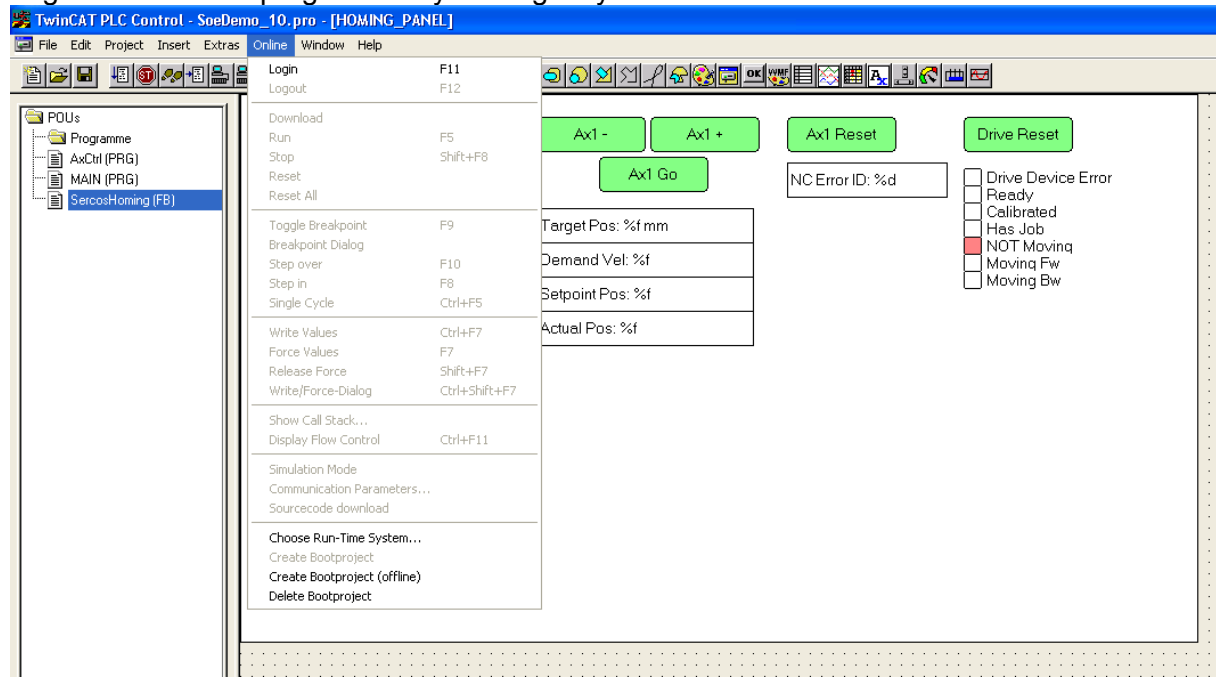 TwinCAT PLC Control - SoeDemo_10.pro - [HOMING_PANEL]
File Edit Project Insert Extras Online Window Help
POUs
Programme
AxCtrl (PRG)
MAIN (PRG)
SercosHoming (FB)
Login F11
Logout F12
Download
Run F5
Stop Shift+F8
Reset
Reset All
Toggle Breakpoint F9
Breakpoint Dialog
Step over F10
Step in F8
Single Cycle Ctrl+F5
Write Values Ctrl+F7
Force Values F7
Release Force Shift+F7
Write/Force-Dialog Ctrl+Shift+F7
Show Call Stack...
Display Flow Control Ctrl+F11
Simulation Mode
Communication Parameters...
Sourcecode download
Choose Run-Time System...
Create Bootproject
Create Bootproject (offline)
Delete Bootproject
Ax1 - Ax1 + Ax1 Reset Drive Reset
Ax1 Go
NC Error ID: %d
Target Pos: %f mm
Demand Vel: %f
Setpoint Pos: %f
Actual Pos: %f
Drive Device Error
Ready
Calibrated
Has Job
NOT Moving
Moving Fw
Moving Bw